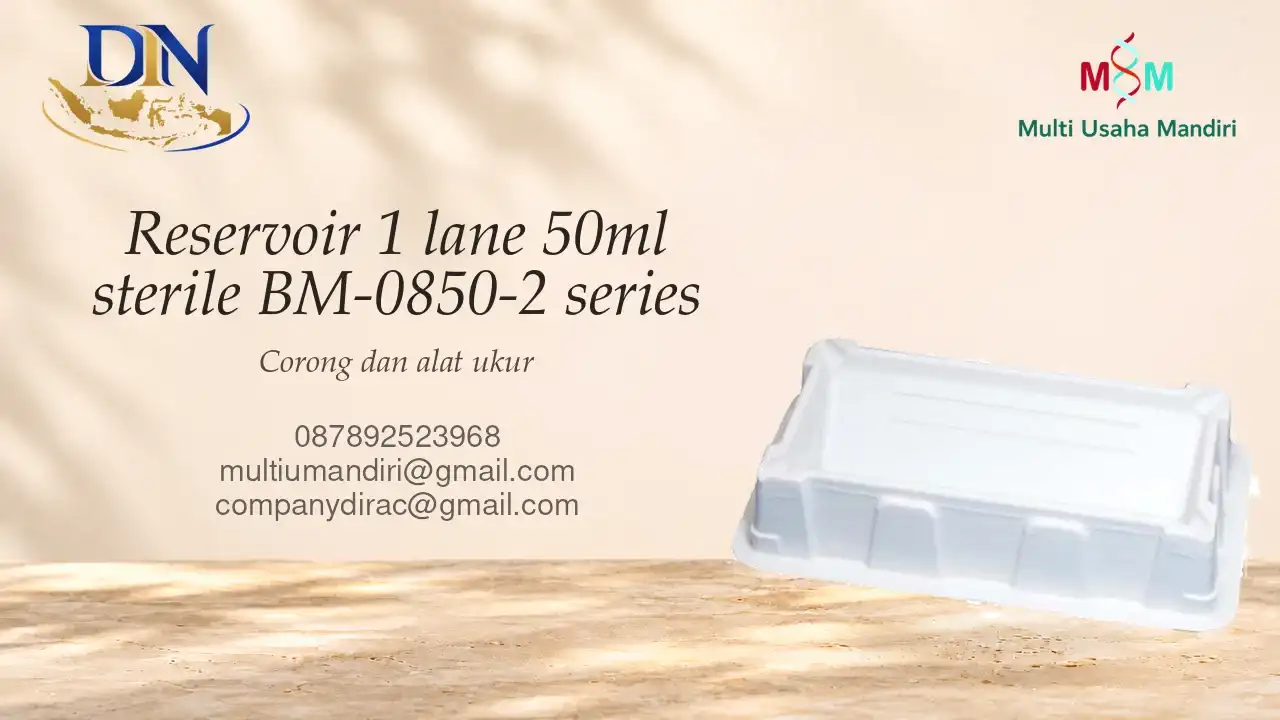 DN
M M
Multi Usaha Mandiri
Reservoir 1 lane 50ml
sterile BM-0850-2 series
Corong dan alat ukur
087892523968
multiumandiri@gmail.com
companydirac@gmail.com